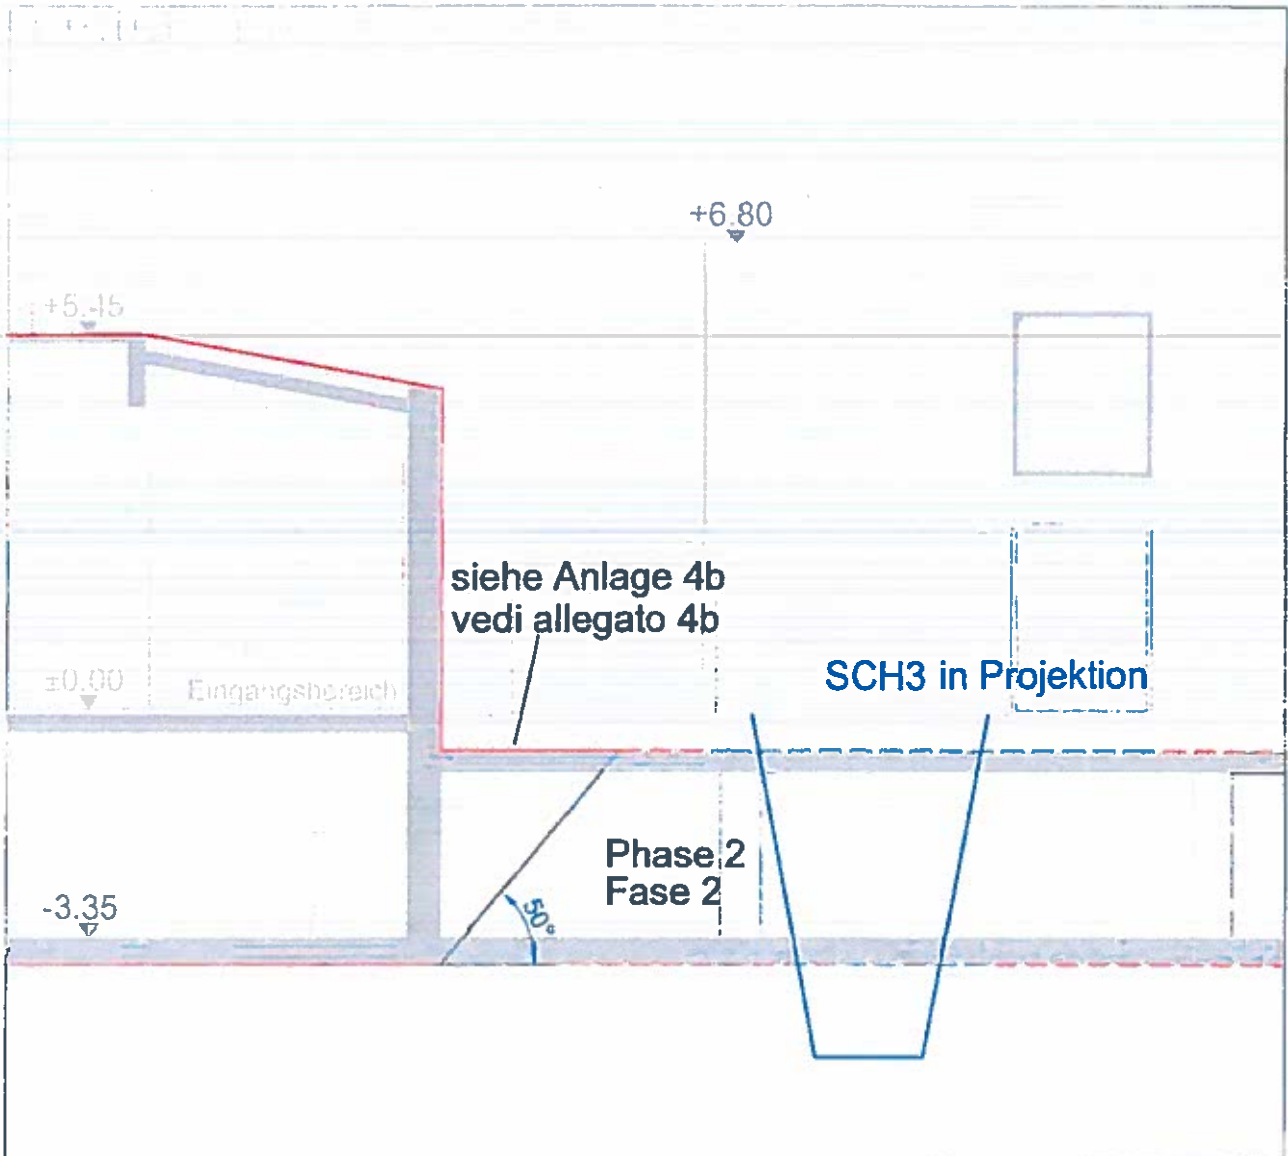 +6.80
+5.45
siehe Anlage 4b
vedi allegato 4b
SCH3 in Projektion
±0.00
Eingangsbereich
Phase 2
Fase 2
-3.35
50°